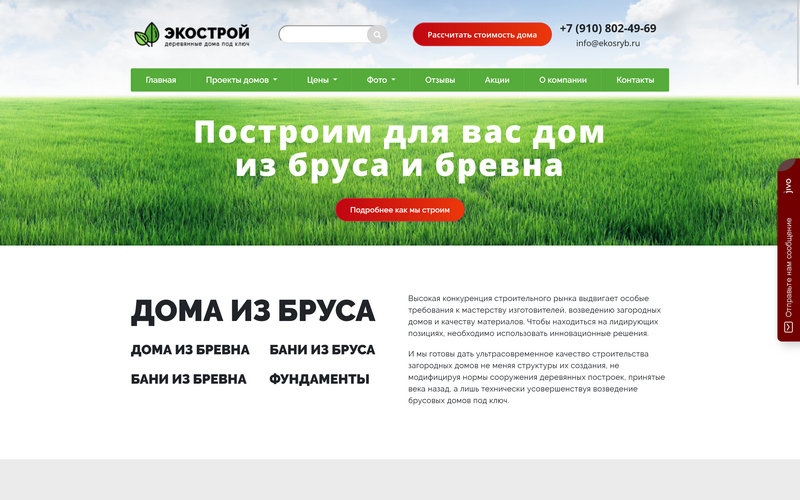 ЭКОСТРОЙ
деревянные дома под ключ
Рассчитать стоимость дома
+7 (910) 802-49-69
info@ekosryb.ru
Главная Проекты домов Цены Фото Отзывы Акции О компании Контакты
Построим для вас дом
из бруса и бревна
Подробнее как мы строим
jivo
Отправьте нам сообщение
ДОМА ИЗ БРУСА
ДОМА ИЗ БРЕВНА БАНИ ИЗ БРУСА
БАНИ ИЗ БРЕВНА ФУНДАМЕНТЫ
Высокая конкуренция строительного рынка выдвигает особые
требования к мастерству изготовителей, возведению загородных
домов и качеству материалов. Чтобы находиться на лидирующих
позициях, необходимо использовать инновационные решения.
И мы готовы дать ультрасовременное качество строительства
загородных домов не меняя структуры их создания, не
модифицируя нормы сооружения деревянных построек, принятые
века назад, а лишь технически усовершенствуя возведение
брусовых домов под ключ.